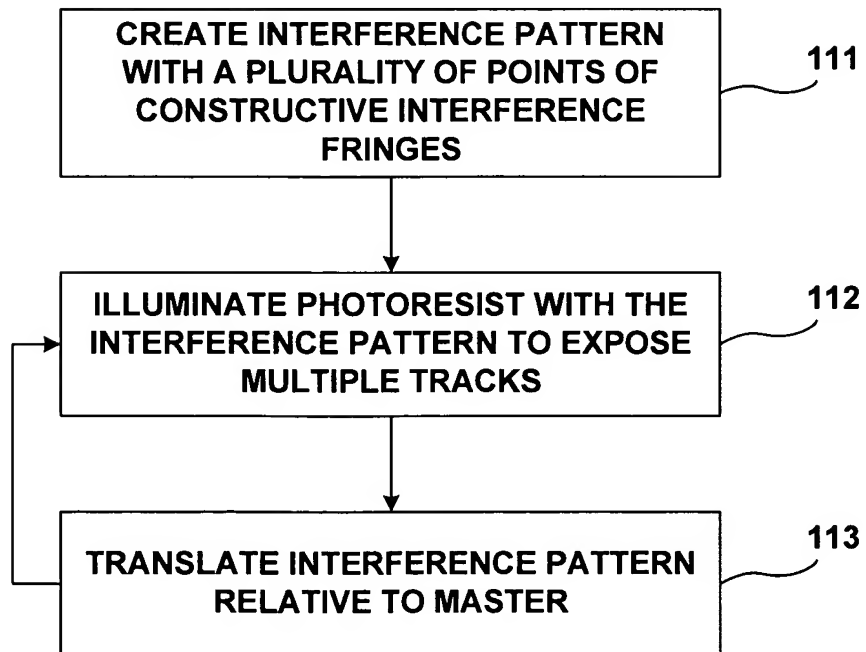 CREATE INTERFERENCE PATTERN
WITH A PLURALITY OF POINTS OF
CONSTRUCTIVE INTERFERENCE
FRINGES
111
ILLUMINATE PHOTORESIST WITH THE
INTERFERENCE PATTERN TO EXPOSE
MULTIPLE TRACKS
112
TRANSLATE INTERFERENCE PATTERN
RELATIVE TO MASTER
113